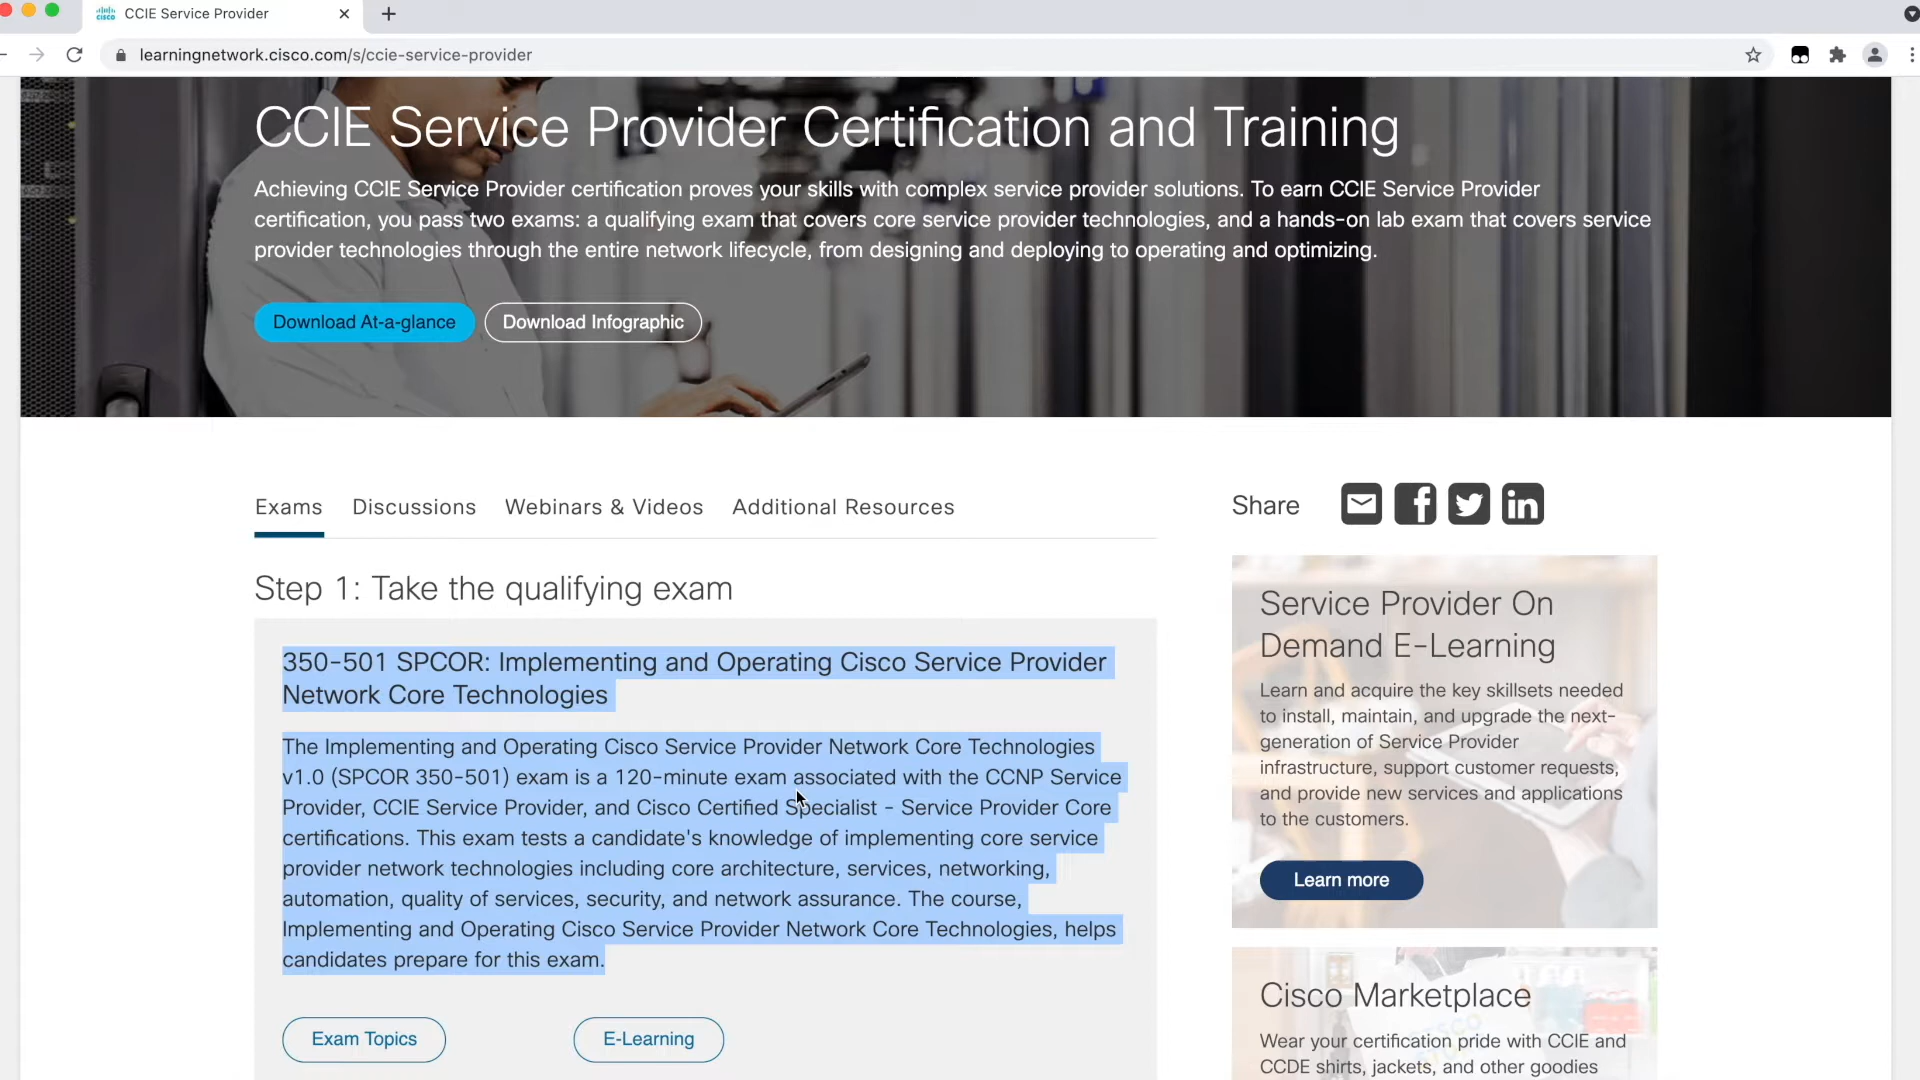 CCIE Service Provider
learningnetwork.cisco.com/s/ccie-service-provider
CCIE Service Provider Certification and Training
Achieving CCIE Service Provider certification proves your skills with complex service provider solutions. To earn CCIE Service Provider
certification, you pass two exams: a qualifying exam that covers core service provider technologies, and a hands-on lab exam that covers service
provider technologies through the entire network lifecycle, from designing and deploying to operating and optimizing.
Download At-a-glance
Download Infographic
Exams
Discussions
Webinars & Videos
Additional Resources
Share
Step 1: Take the qualifying exam
350-501 SPCOR: Implementing and Operating Cisco Service Provider
Network Core Technologies
The Implementing and Operating Cisco Service Provider Network Core Technologies
v1.0 (SPCOR 350-501) exam is a 120-minute exam associated with the CCNP Service
Provider, CCIE Service Provider, and Cisco Certified Specialist - Service Provider Core
certifications. This exam tests a candidate's knowledge of implementing core service
provider network technologies including core architecture, services, networking,
automation, quality of services, security, and network assurance. The course,
Implementing and Operating Cisco Service Provider Network Core Technologies, helps
candidates prepare for this exam.
Exam Topics
E-Learning
Service Provider On
Demand E-Learning
Learn and acquire the key skillsets needed
to install, maintain, and upgrade the next-
generation of Service Provider
infrastructure, support customer requests,
and provide new services and applications
to the customers.
Learn more
Cisco Marketplace
Wear your certification pride with CCIE and
CCDE shirts, jackets, and other goodies